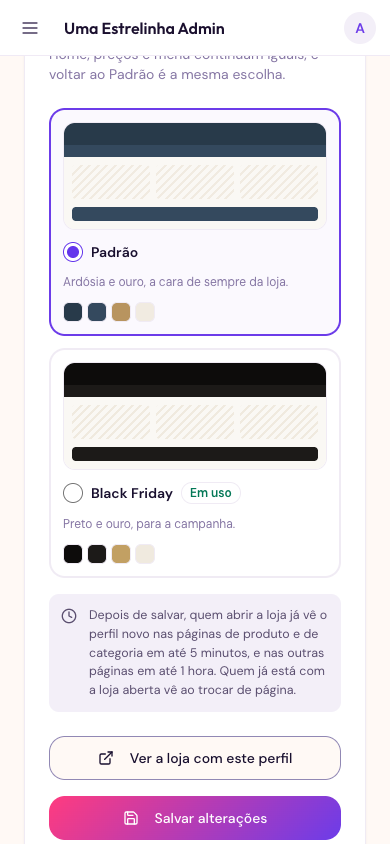 Uma Estrelinha Admin
A
Home, preços e menu continuam iguais, e
voltar ao Padrão é a mesma escolha.
Padrão
Ardósia e ouro, a cara de sempre da loja.
Black Friday
Em uso
Preto e ouro, para a campanha.
Depois de salvar, quem abrir a loja já vê o
perfil novo nas páginas de produto e de
categoria em até 5 minutos, e nas outras
páginas em até 1 hora. Quem já está com
a loja aberta vê ao trocar de página.
Ver a loja com este perfil
Salvar alterações